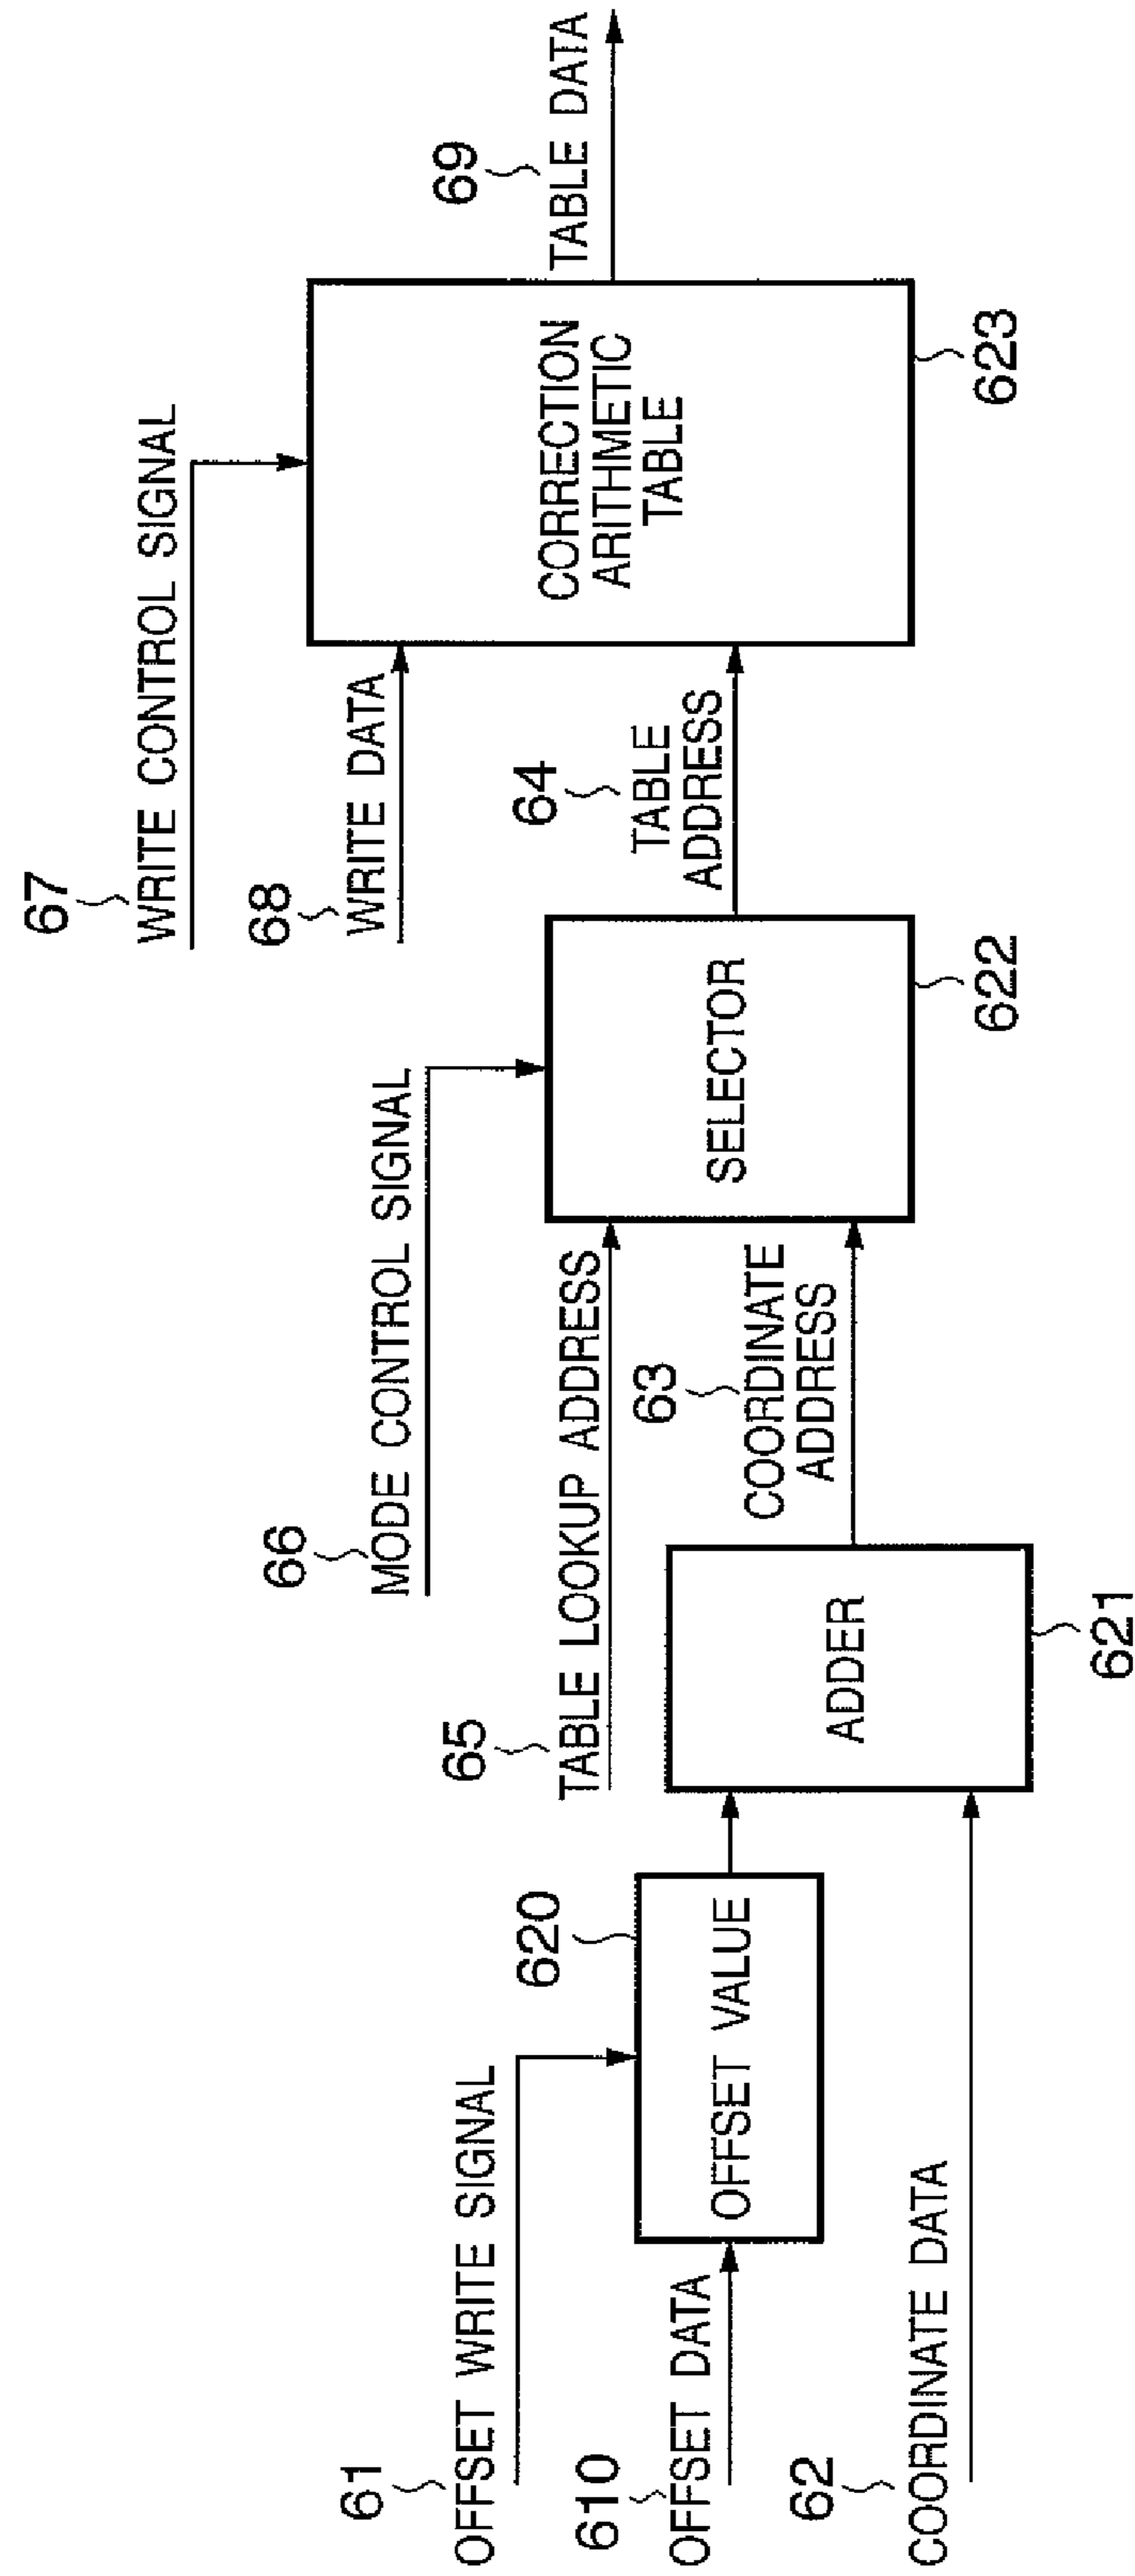 67
WRITE CONTROL SIGNAL
69
TABLE DATA
68
WRITE DATA
CORRECTION
ARITHMETIC
TABLE
623
66
MODE CONTROL SIGNAL
64
TABLE
ADDRESS
65
TABLE LOOKUP ADDRESS
SELECTOR
622
63
COORDINATE
ADDRESS
61
OFFSET WRITE SIGNAL
620
610
OFFSET DATA
OFFSET VALUE
ADDER
621
62
COORDINATE DATA